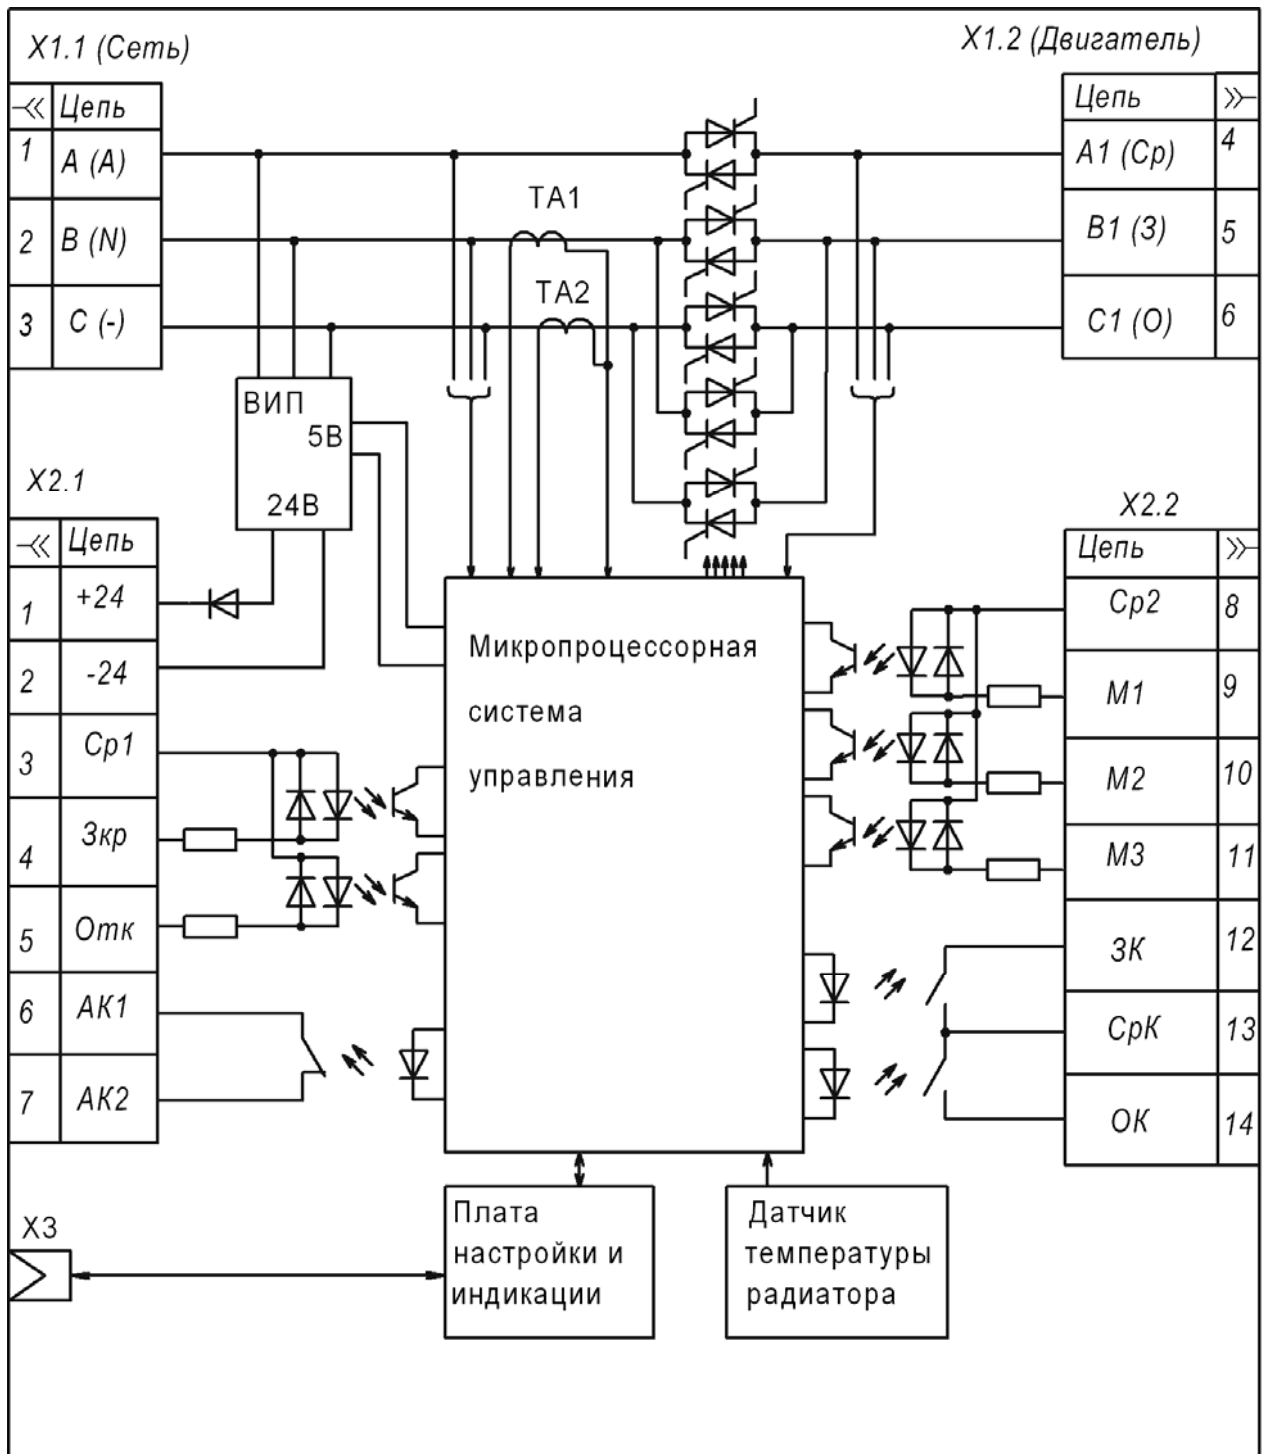 X1.1 (Сеть)
X1.2 (Двигатель)
Цепь
1 A (A)
2 B (N)
3 C (-)
Цепь
A1 (Ср) 4
B1 (З) 5
C1 (О) 6
TA1
TA2
ВИП
5В
24В
X2.1
Цепь
1 +24
2 -24
3 Ср1
4 Зкр
5 Отк
6 АК1
7 АК2
X2.2
Цепь
Ср2 8
М1 9
М2 10
М3 11
ЗК 12
СрК 13
ОК 14
Микропроцессорная
система
управления
X3
Плата
настройки и
индикации
Датчик
температуры
радиатора